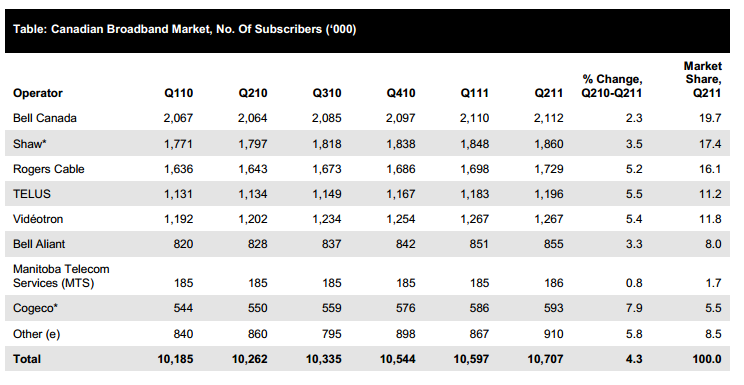 Table: Canadian Broadband Market, No. Of Subscribers (‘000)
Operator Q110 Q210 Q310 Q410 Q111 Q211 % Change, Q210-Q211 Market Share, Q211
Bell Canada 2,067 2,064 2,085 2,097 2,110 2,112 2.3 19.7
Shaw* 1,771 1,797 1,818 1,838 1,848 1,860 3.5 17.4
Rogers Cable 1,636 1,643 1,673 1,686 1,698 1,729 5.2 16.1
TELUS 1,131 1,134 1,149 1,167 1,183 1,196 5.5 11.2
Vidéotron 1,192 1,202 1,234 1,254 1,267 1,267 5.4 11.8
Bell Aliant 820 828 837 842 851 855 3.3 8.0
Manitoba Telecom
Services (MTS) 185 185 185 185 185 186 0.8 1.7
Cogeco* 544 550 559 576 586 593 7.9 5.5
Other (e) 840 860 795 898 867 910 5.8 8.5
Total 10,185 10,262 10,335 10,544 10,597 10,707 4.3 100.0